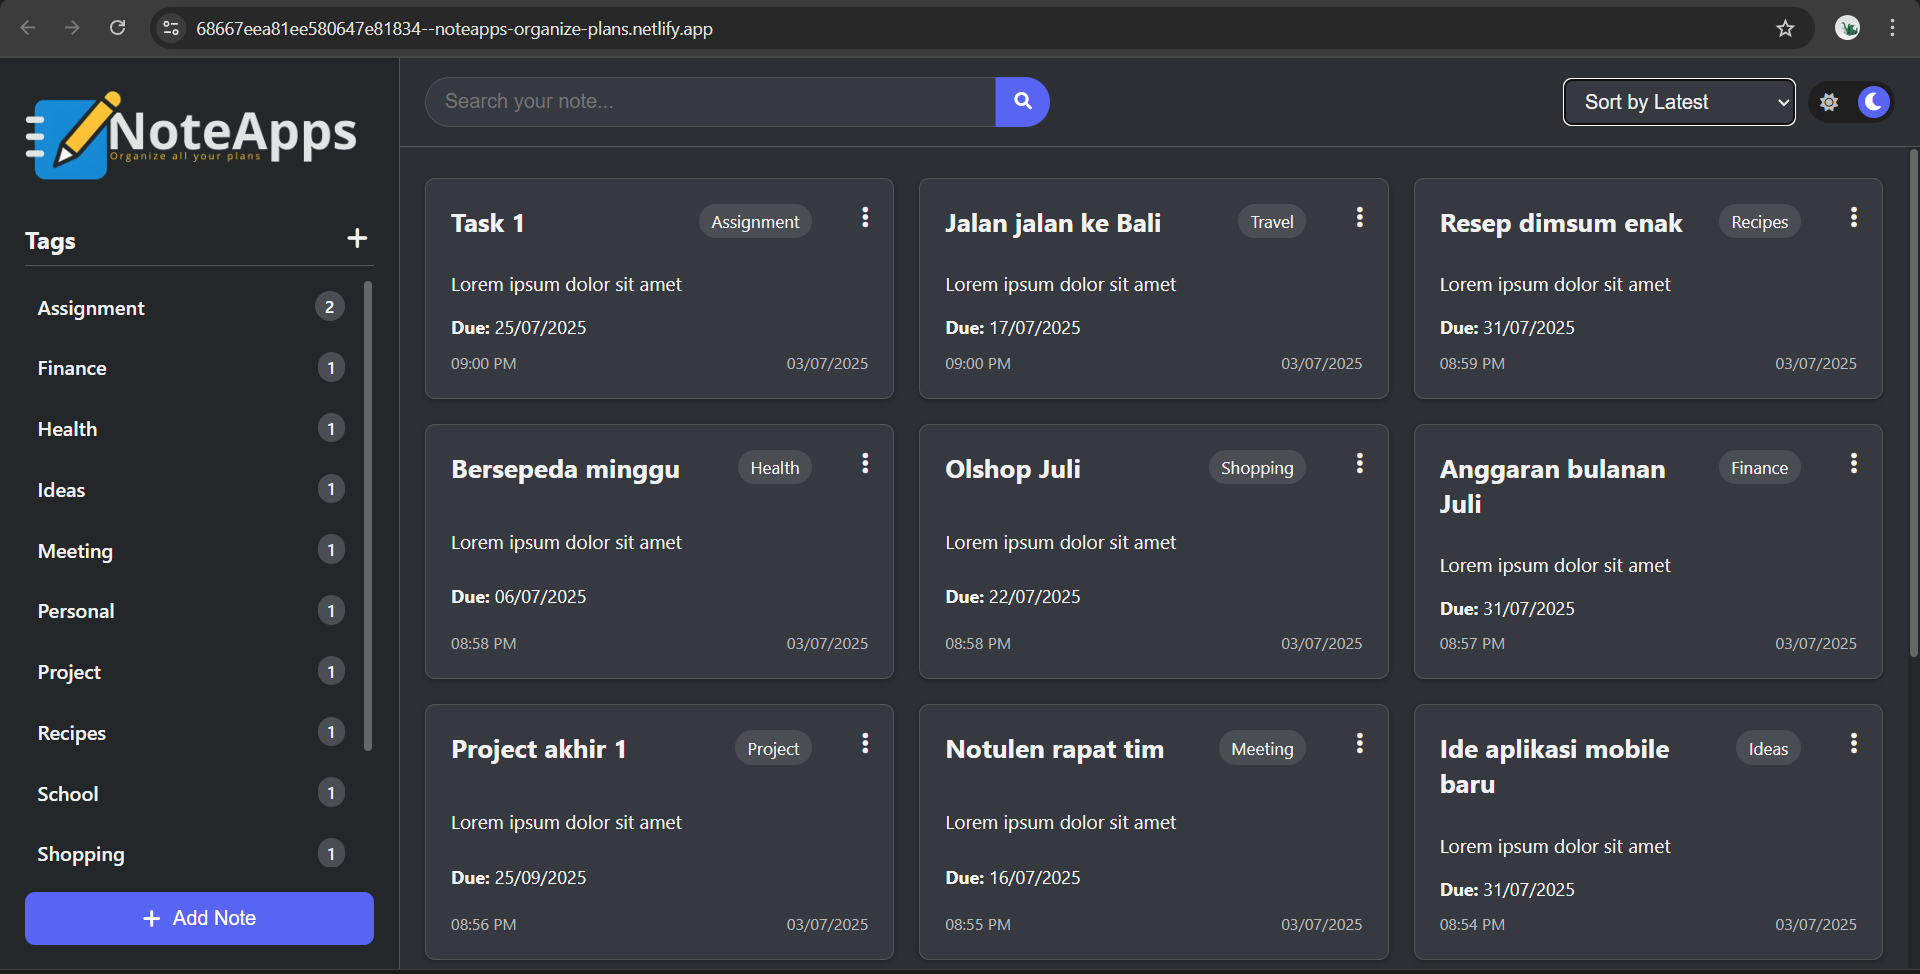 68667eea81ee580647e81834--noteapps-organize-plans.netlify.app
NoteApps
Organize all your plans
Search your note...
Sort by Latest
Tags
Assignment 2
Finance 1
Health 1
Ideas 1
Meeting 1
Personal 1
Project 1
Recipes 1
School 1
Shopping 1
Add Note
Task 1 Assignment
Lorem ipsum dolor sit amet
Due: 25/07/2025
09:00 PM 03/07/2025
Jalan jalan ke Bali Travel
Lorem ipsum dolor sit amet
Due: 17/07/2025
09:00 PM 03/07/2025
Resep dimsum enak Recipes
Lorem ipsum dolor sit amet
Due: 31/07/2025
08:59 PM 03/07/2025
Bersepeda minggu Health
Lorem ipsum dolor sit amet
Due: 06/07/2025
08:58 PM 03/07/2025
Olshop Juli Shopping
Lorem ipsum dolor sit amet
Due: 22/07/2025
08:58 PM 03/07/2025
Anggaran bulanan Finance
Juli
Lorem ipsum dolor sit amet
Due: 31/07/2025
08:57 PM 03/07/2025
Project akhir 1 Project
Lorem ipsum dolor sit amet
Due: 25/09/2025
08:56 PM 03/07/2025
Notulen rapat tim Meeting
Lorem ipsum dolor sit amet
Due: 16/07/2025
08:55 PM 03/07/2025
Ide aplikasi mobile Ideas
baru
Lorem ipsum dolor sit amet
Due: 31/07/2025
08:54 PM 03/07/2025